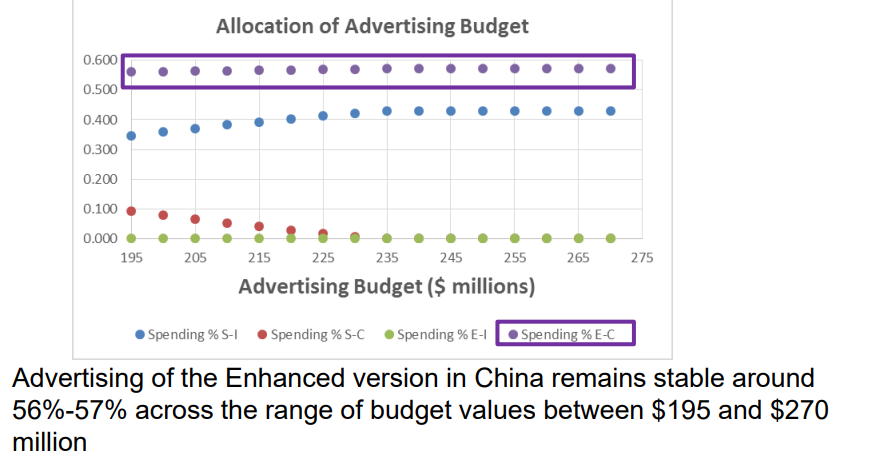 Allocation of Advertising Budget
0.600
0.500
0.400
0.300
0.200
0.100
0.000
195 205 215 225 235 245 255 265 275
Advertising Budget ($ millions)
Spending % S-I Spending % S-C Spending % E-I Spending % E-C
Advertising of the Enhanced version in China remains stable around
56%-57% across the range of budget values between $195 and $270
million